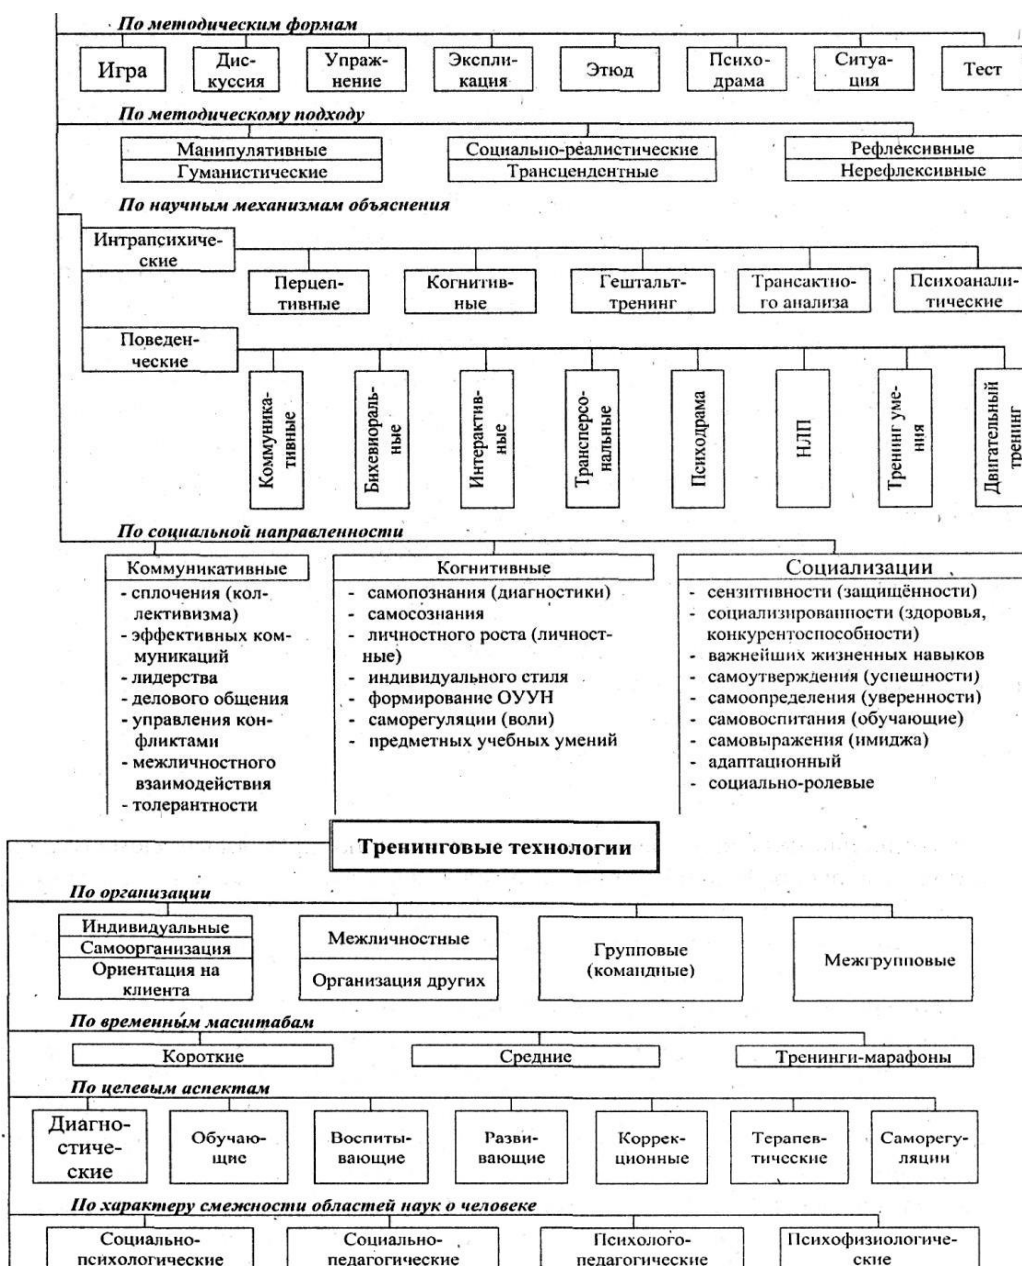 По методическим формам
Игра
Дис-
куссия
Упраж-
нение
Экспли-
кация
Этюд
Психо-
драма
Ситуа-
ция
Тест
По методическому подходу
Манипулятивные
Гуманистические
Социально-реалистические
Трансцендентные
Рефлексивные
Нерефлексивные
По научным механизмам объяснения
Интрапсихиче-
ские
Перцеп-
тивные
Когнитив-
ные
Гештальт-
тренинг
Трансактно-
го анализа
Психоанали-
тические
Поведен-
ческие
Коммуника-
тивные
Бихевиораль-
ные
Интерактив-
ные
Трансперсо-
нальные
Психодрама
НЛП
Тренинг уме-
ния
Двигательный
тренинг
По социальной направленности
Коммуникативные
- сплочения (кол-
лективизма)
- эффективных ком-
муникаций
- лидерства
- делового общения
- управления кон-
фликтами
- межличностного
взаимодействия
- толерантности
Когнитивные
- самопознания (диагностики)
- самосознания
- личностного роста (личност-
ные)
- индивидуального стиля
- формирование ОУУН
- саморегуляции (воли)
- предметных учебных умений
Социализации
- сензитивности (защищённости)
- социализированности (здоровья,
конкурентоспособности)
- важнейших жизненных навыков
- самоутверждения (успешности)
- самоопределения (уверенности)
- самовоспитания (обучающие)
- самовыражения (имиджа)
- адаптационный
- социально-ролевые
Тренинговые технологии
По организации
Индивидуальные
Самоорганизация
Ориентация на
клиента
Межличностные
Организация других
Групповые
(командные)
Межгрупповые
По временны́м масштабам
Короткие
Средние
Тренинги-марафоны
По целевым аспектам
Диагно-
стиче-
ские
Обучаю-
щие
Воспиты-
вающие
Разви-
вающие
Коррек-
ционные
Терапев-
тические
Саморегу-
ляции
По характеру смежности областей наук о человеке
Социально-
психологические
Социально-
педагогические
Психолого-
педагогические
Психофизиологиче-
ские